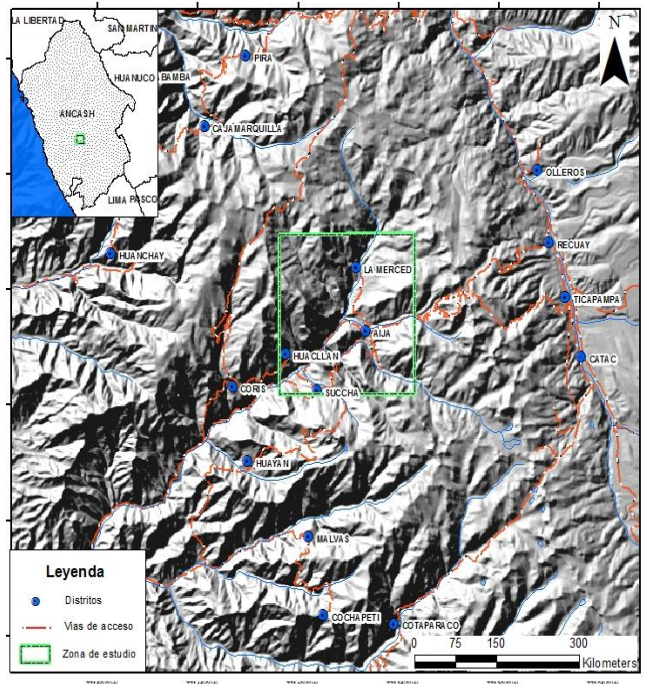 LA LIBERTAD
SAN MARTIN
HUANUCO
ANCASH
LIMA
PASCO
BAMBA
PIRA
CAJAMARQUILLA
N
OLLEROS
HUANCHAY
RECUAY
LA MERCED
TICAPAMPA
AIJA
HUACLLAN
CATAC
CORIS
SUCCHA
HUAYAN
MALVAS
COCHAPETI
COTAPARACO
Leyenda
Distritos
Vias de acceso
Zona de estudio
0 75 150 300
Kilometers